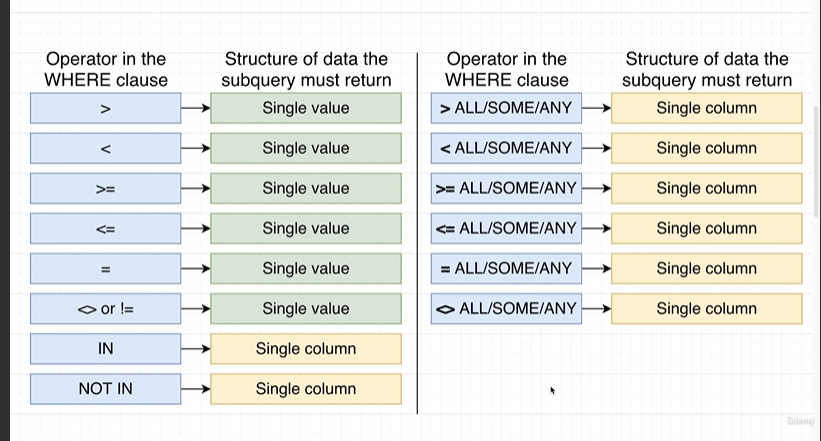 Operator in the
WHERE clause
Structure of data the
subquery must return
> Single value
< Single value
>= Single value
<= Single value
= Single value
<> or != Single value
IN Single column
NOT IN Single column
Operator in the
WHERE clause
Structure of data the
subquery must return
> ALL/SOME/ANY Single column
< ALL/SOME/ANY Single column
>= ALL/SOME/ANY Single column
<= ALL/SOME/ANY Single column
= ALL/SOME/ANY Single column
<> ALL/SOME/ANY Single column
Udemy